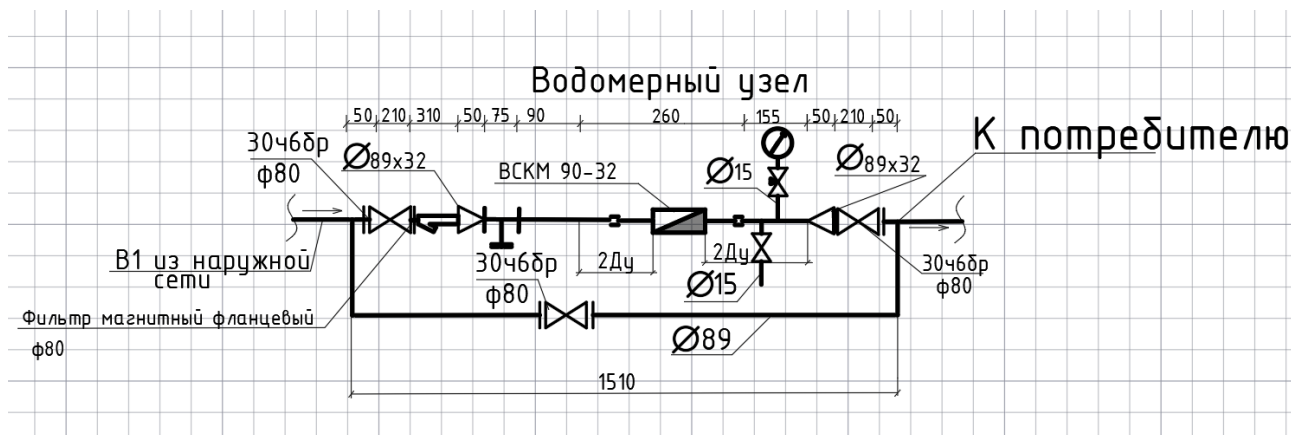 Водомерный узел
50 210 310 50 75 90 260 155 50 210 50
К потребителю
30ч6бр
ф80
Ø89х32
ВСКМ 90-32
Ø15
Ø89х32
В1 из наружной
сети
30ч6бр
ф80
2Ду
2Ду
Ø15
30ч6бр
ф80
Фильтр магнитный фланцевый
ф80
Ø89
1510